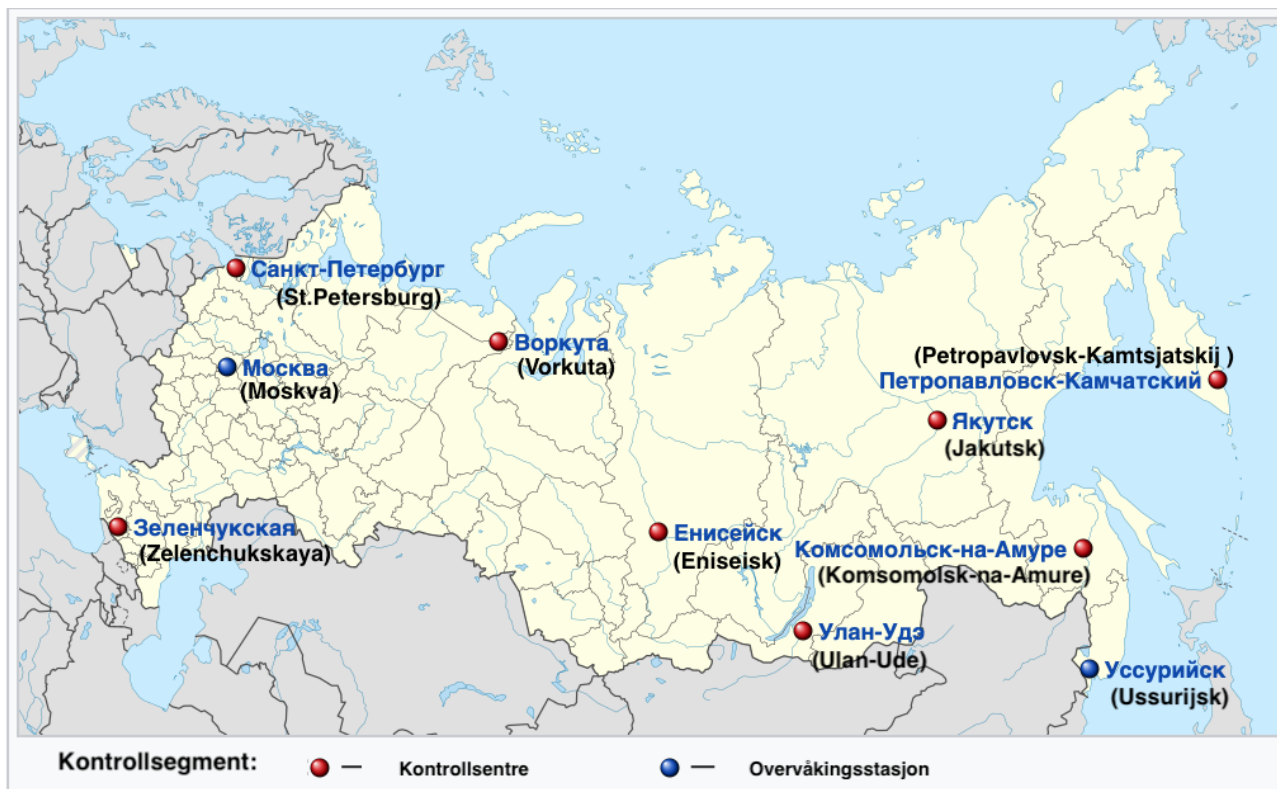 Санкт-Петербург
(St.Petersburg)
Воркута
(Vorkuta)
Москва
(Moskva)
(Petropavlovsk-Kamtsjatskij )
Петропавловск-Камчатский
Якутск
(Jakutsk)
Зеленчукская
(Zelenchukskaya)
Енисейск
(Eniseisk)
Комсомольск-на-Амуре
(Komsomolsk-na-Amure)
Улан-Удэ
(Ulan-Ude)
Уссурийск
(Ussurijsk)
Kontrollsegment: — Kontrollsentre — Overvåkingsstasjon